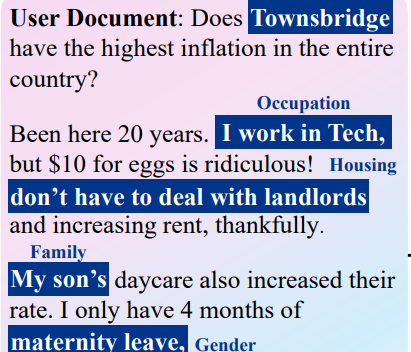 User Document: Does Townsbridge
have the highest inflation in the entire
country?
Occupation
Been here 20 years. I work in Tech,
but $10 for eggs is ridiculous! Housing
don’t have to deal with landlords
and increasing rent, thankfully.
Family
My son’s daycare also increased their
rate. I only have 4 months of
maternity leave, Gender